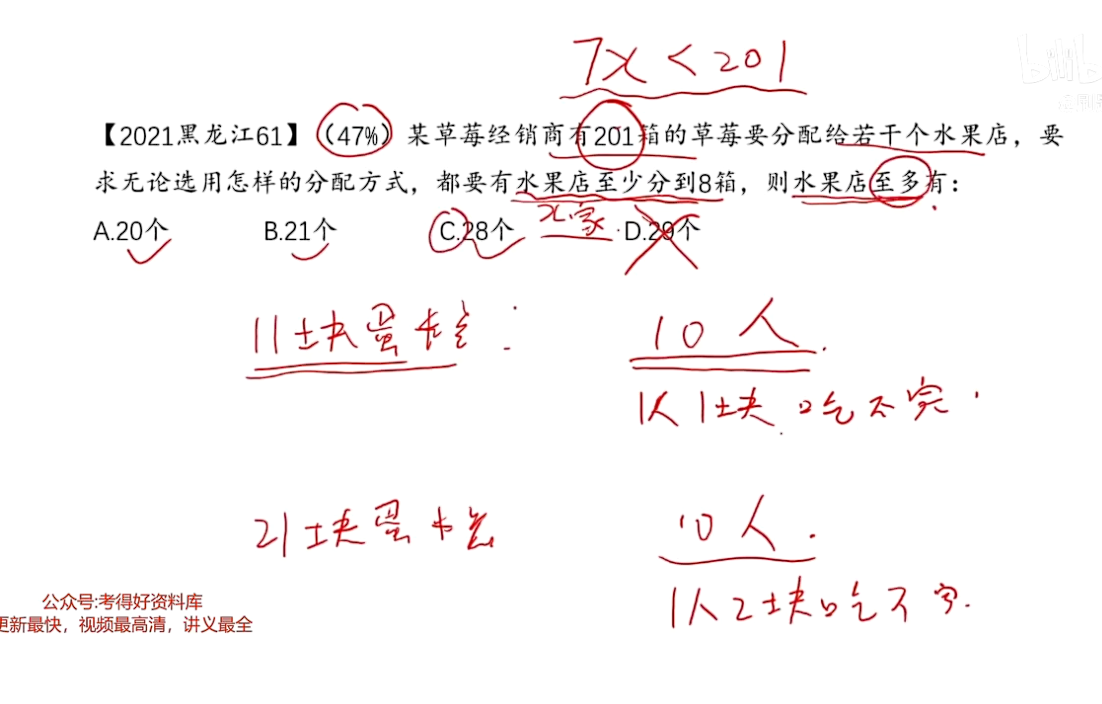 7x < 201
【2021黑龙江61】（47%）某草莓经销商有201箱的草莓要分配给若干个水果店，要
求无论选用怎样的分配方式，都要有水果店至少分到8箱，则水果店至多有：
x家
A.20个 B.21个 C.28个 D.29个
11块蛋糕： 10人.
1人1块吃不完.
21块蛋糕 10人.
1人2块吃不完.
公众号:考得好资料库
更新最快，视频最高清，讲义最全
bilibili